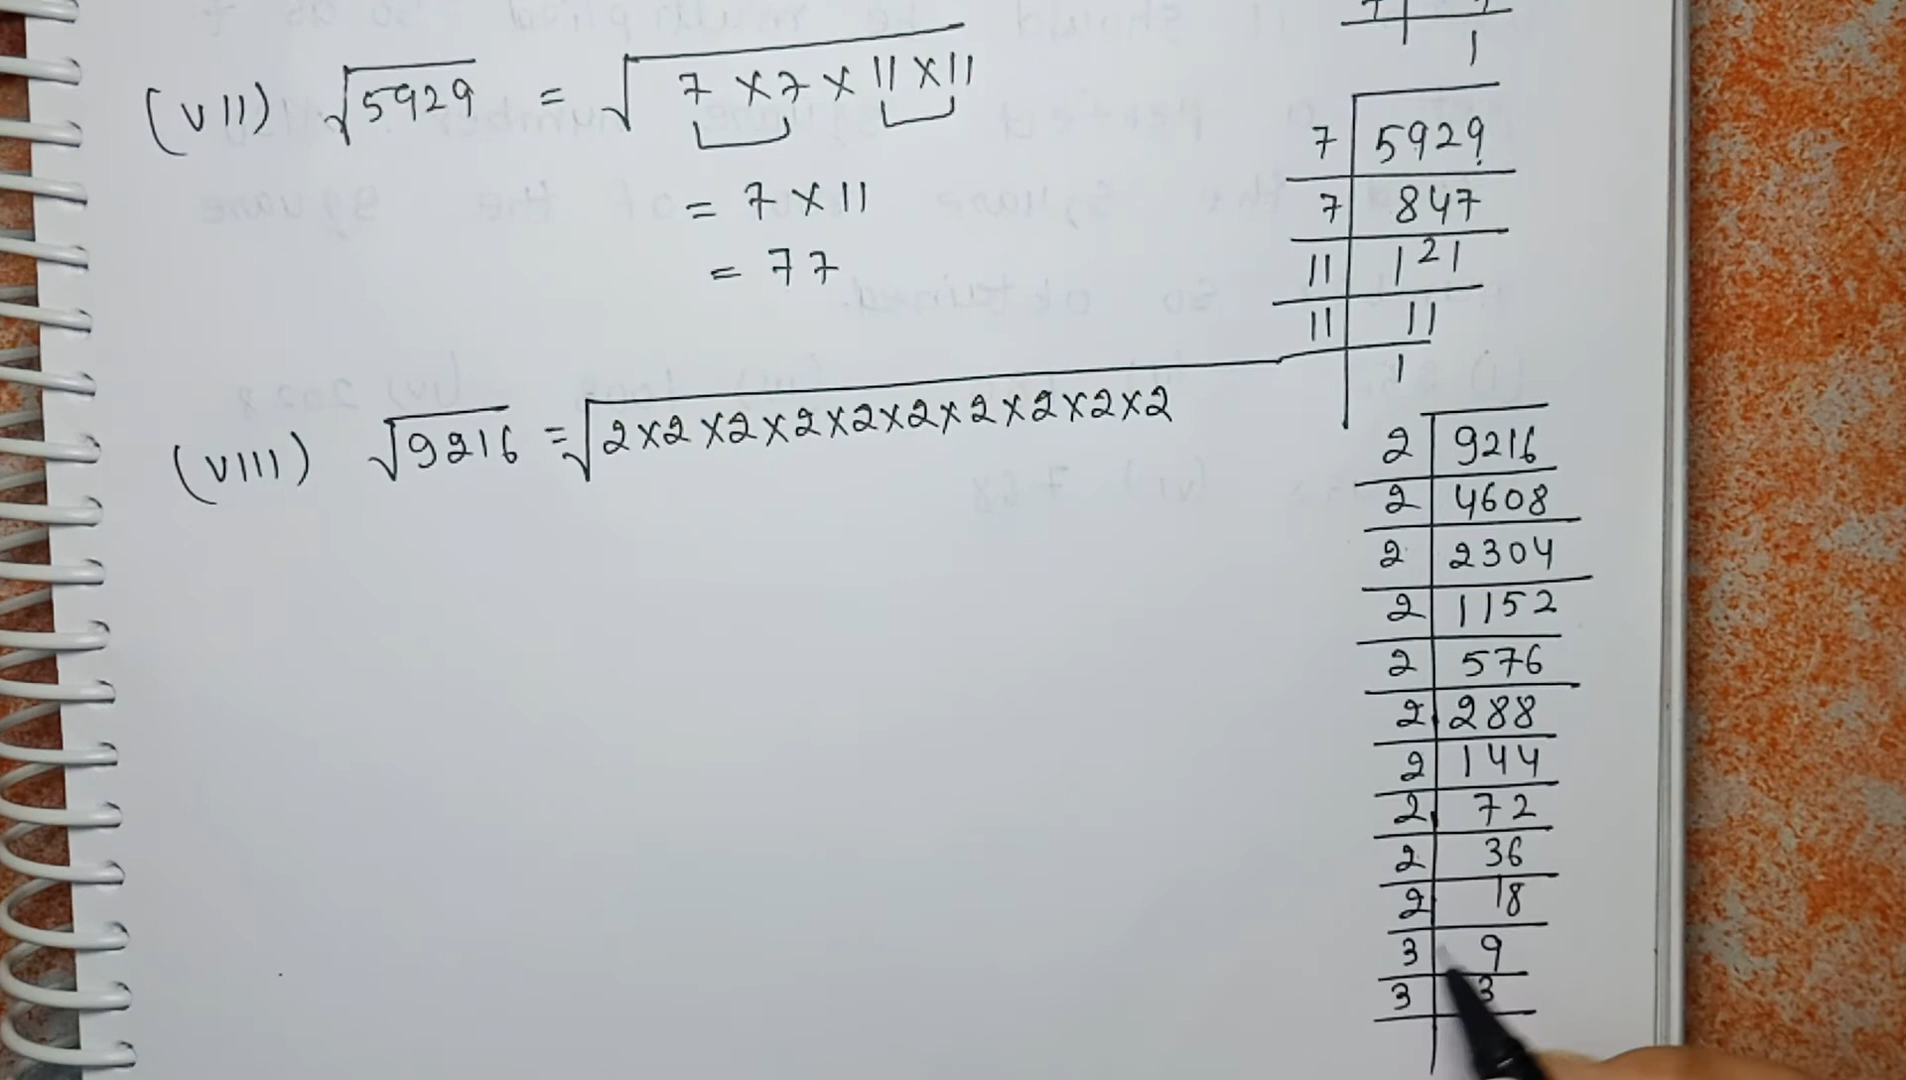 1
(vii) √5929 = √7 × 7 × 11 × 11
= 7 × 11
= 77
7 | 5929
7 | 847
11 | 121
11 | 11
1
(viii) √9216 = √2×2×2×2×2×2×2×2×2×2
2 | 9216
2 | 4608
2 | 2304
2 | 1152
2 | 576
2 | 288
2 | 144
2 | 72
2 | 36
2 | 18
3 | 9
3 | 3